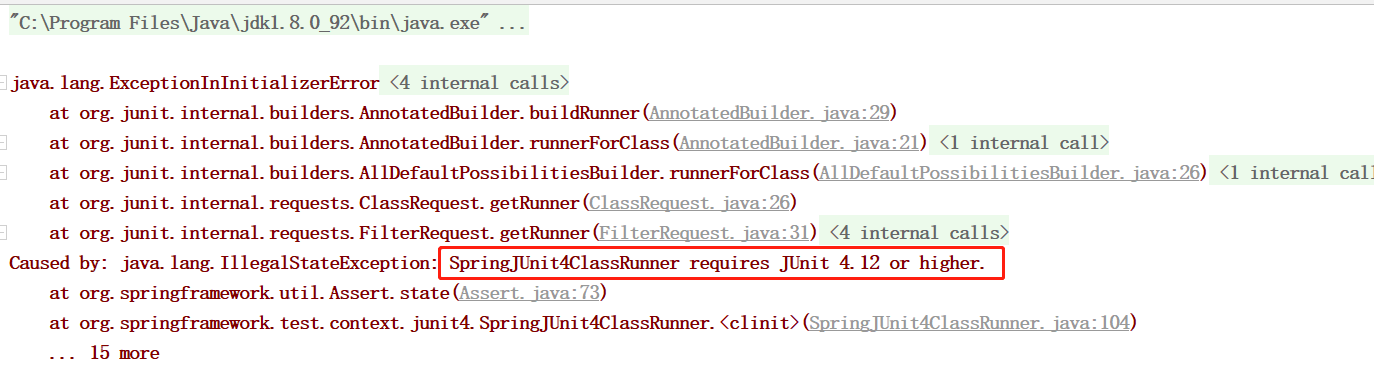 "C:\Program Files\Java\jdk1.8.0_92\bin\java.exe" ...
java.lang.ExceptionInInitializerError <4 internal calls>
at org.junit.internal.builders.AnnotatedBuilder.buildRunner(AnnotatedBuilder.java:29)
at org.junit.internal.builders.AnnotatedBuilder.runnerForClass(AnnotatedBuilder.java:21) <1 internal call>
at org.junit.internal.builders.AllDefaultPossibilitiesBuilder.runnerForClass(AllDefaultPossibilitiesBuilder.java:26) <1 internal call
at org.junit.internal.requests.ClassRequest.getRunner(ClassRequest.java:26)
at org.junit.internal.requests.FilterRequest.getRunner(FilterRequest.java:31) <4 internal calls>
Caused by: java.lang.IllegalStateException: SpringJUnit4ClassRunner requires JUnit 4.12 or higher.
at org.springframework.util.Assert.state(Assert.java:73)
at org.springframework.test.context.junit4.SpringJUnit4ClassRunner.<clinit>(SpringJUnit4ClassRunner.java:104)
... 15 more